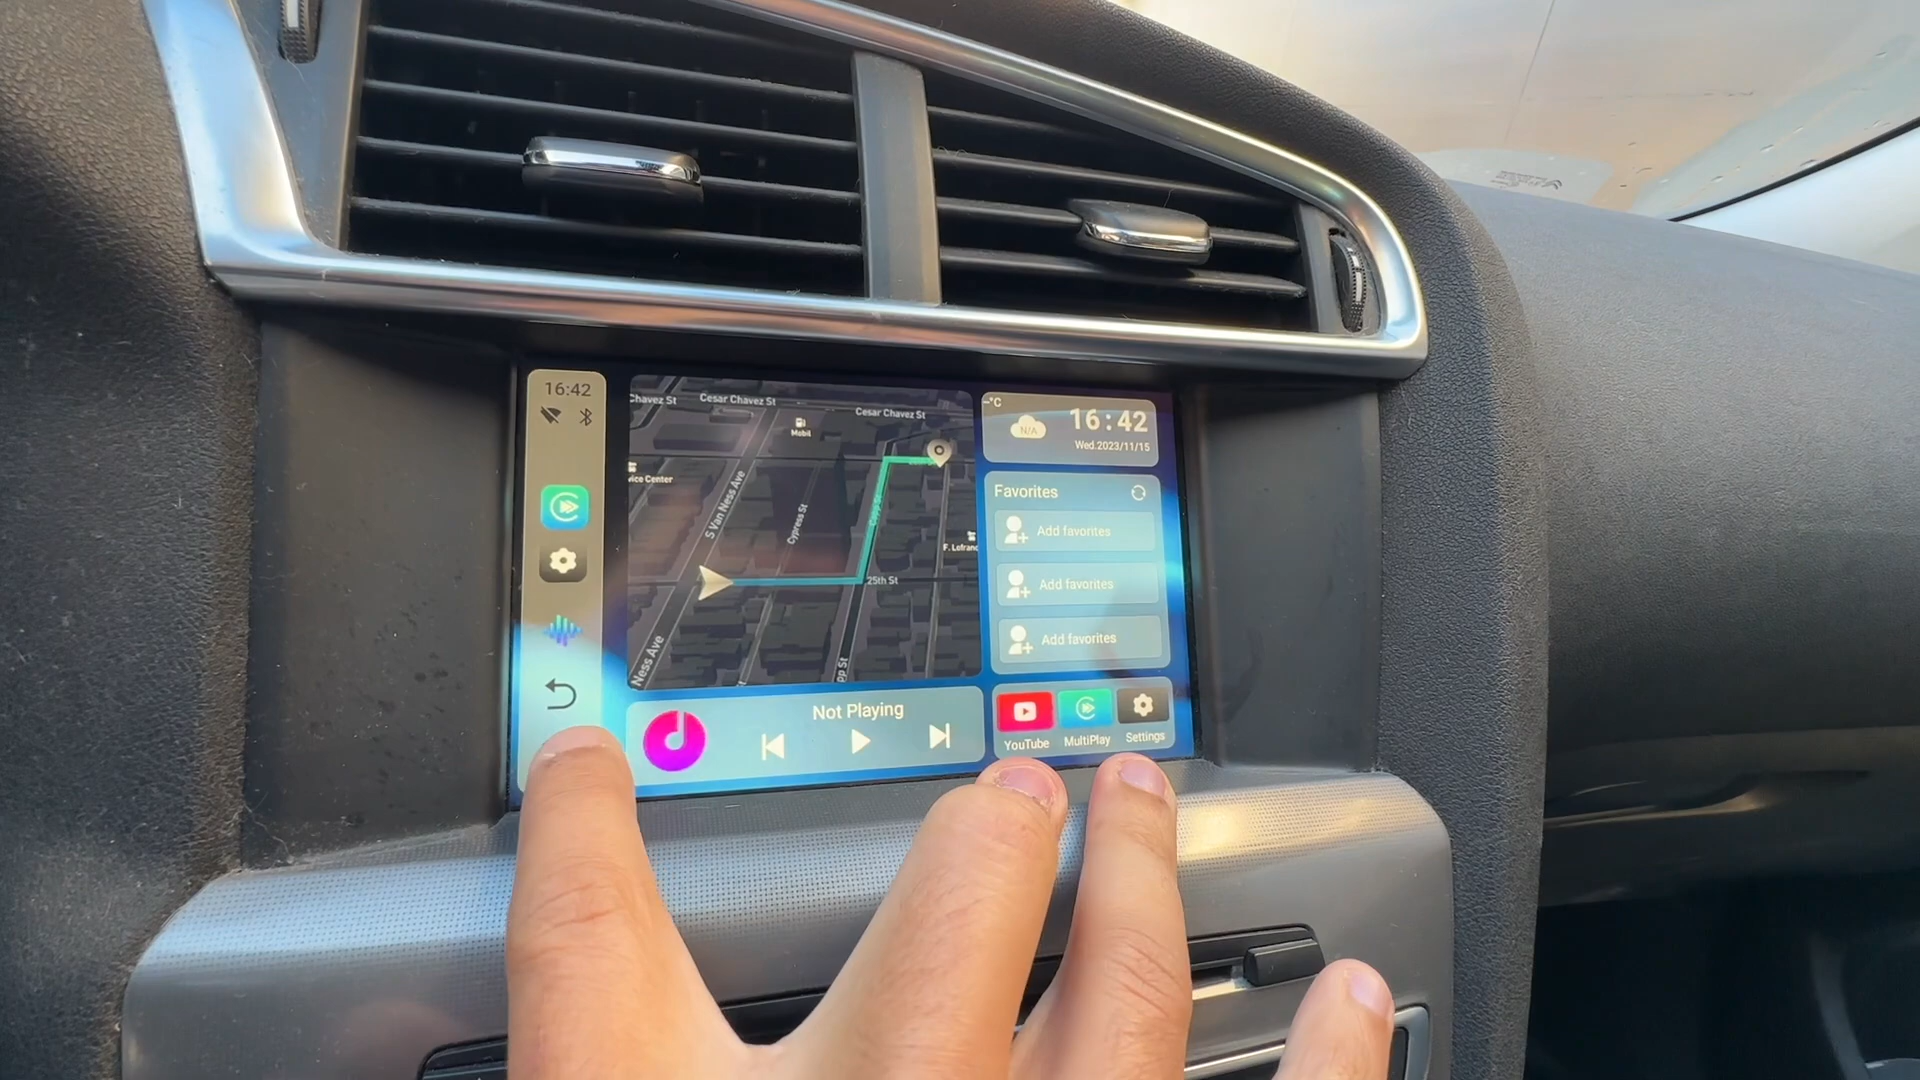 16:42
Chavez St
Cesar Chavez St
Cesar Chavez St
Mobil
vice Center
S Van Ness Ave
Cypress St
F. Lefranc
25th St
Ness Ave
pp St
Not Playing
-°C
N/A
16:42
Wed.2023/11/15
Favorites
Add favorites
Add favorites
Add favorites
YouTube
MultiPlay
Settings